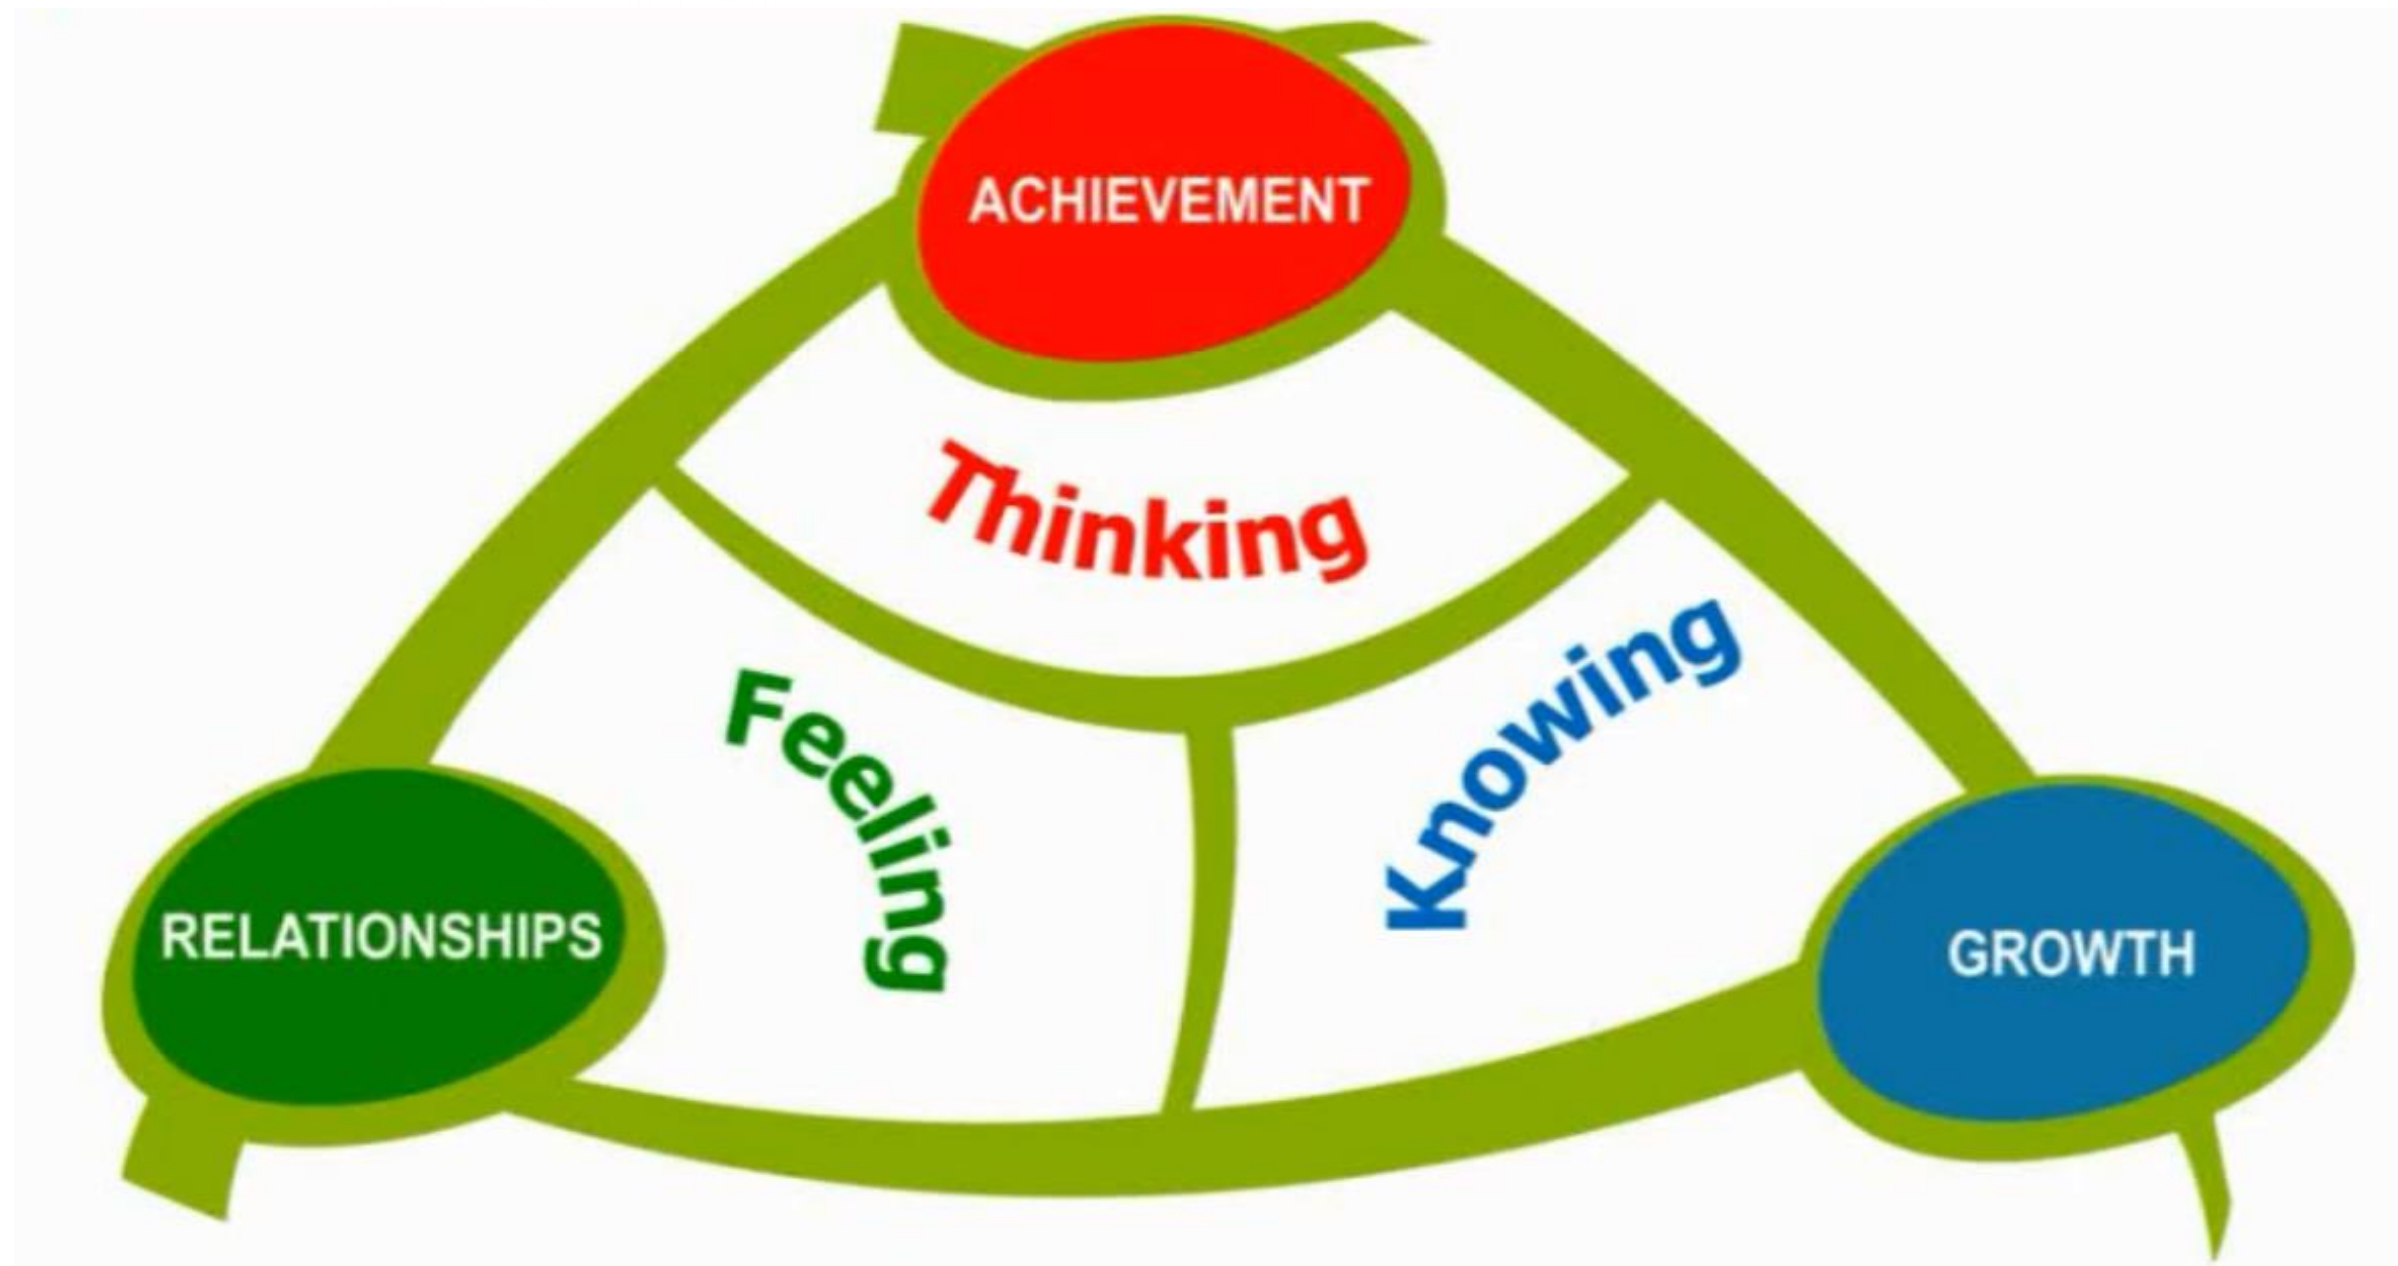 ACHIEVEMENT
Thinking
Feeling
Knowing
RELATIONSHIPS
GROWTH